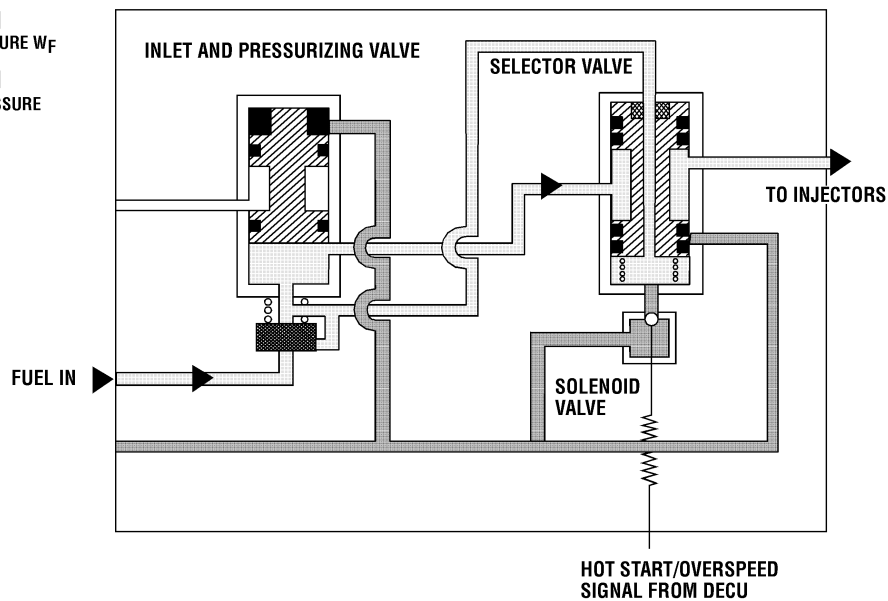 URE WF
SSURE
INLET AND PRESSURIZING VALVE
SELECTOR VALVE
TO INJECTORS
FUEL IN
SOLENOID
VALVE
HOT START/OVERSPEED
SIGNAL FROM DECU